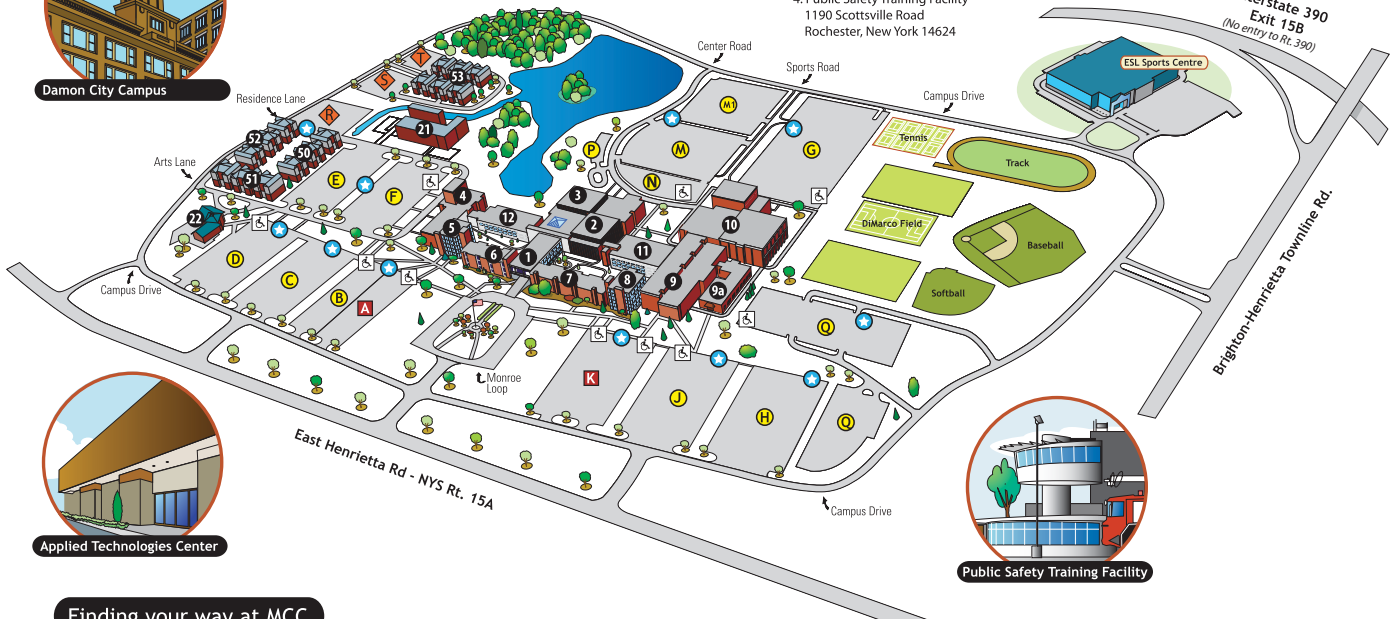 4. Public Safety Training Facility
1190 Scottsville Road
Rochester, New York 14624
Interstate 390
Exit 15B
(No entry to Rt. 390)
Center Road
Sports Road
Campus Drive
ESL Sports Centre
Damon City Campus
Residence Lane
Arts Lane
T
S
R
53
52
50
51
21
22
M1
M
G
P
N
E
F
D
C
B
A
4
5
12
3
2
6
1
11
10
7
8
9
9a
Tennis
Track
DiMarco Field
Baseball
Softball
Q
K
J
H
Q
Campus Drive
Monroe
Loop
Campus Drive
East Henrietta Rd - NYS Rt. 15A
Brighton-Henrietta Townline Rd.
Applied Technologies Center
Public Safety Training Facility
Finding your way at MCC